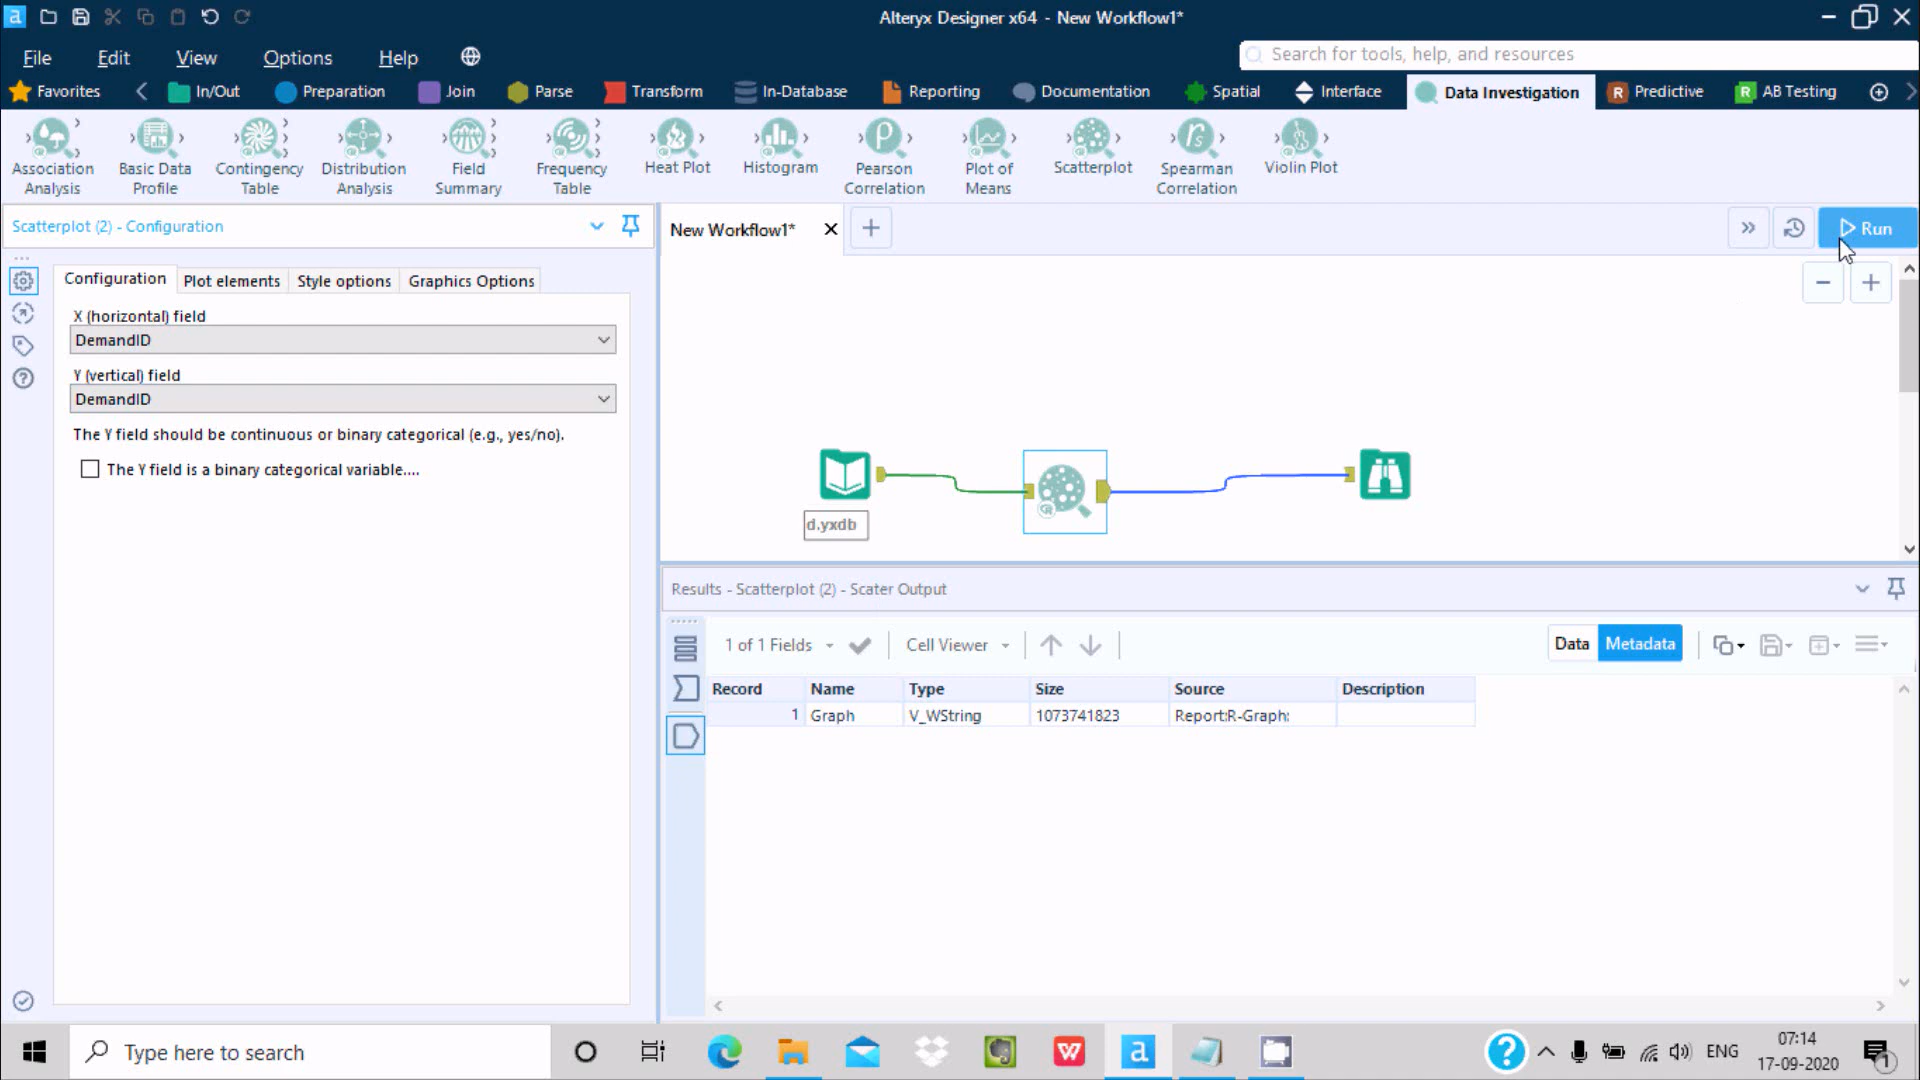 Alteryx Designer x64 - New Workflow1*
File Edit View Options Help
Search for tools, help, and resources
Favorites In/Out Preparation Join Parse Transform In-Database Reporting Documentation Spatial Interface Data Investigation Predictive AB Testing
Association Analysis
Basic Data Profile
Contingency Table
Distribution Analysis
Field Summary
Frequency Table
Heat Plot
Histogram
Pearson Correlation
Plot of Means
Scatterplot
Spearman Correlation
Violin Plot
Scatterplot (2) - Configuration
New Workflow1*
Run
Configuration Plot elements Style options Graphics Options
X (horizontal) field
DemandID
Y (vertical) field
DemandID
The Y field should be continuous or binary categorical (e.g., yes/no).
The Y field is a binary categorical variable....
d.yxdb
Results - Scatterplot (2) - Scater Output
1 of 1 Fields Cell Viewer Data Metadata
Record Name Type Size Source Description
1 Graph V_WString 1073741823 Report:R-Graph:
Type here to search
ENG
07:14
17-09-2020
1